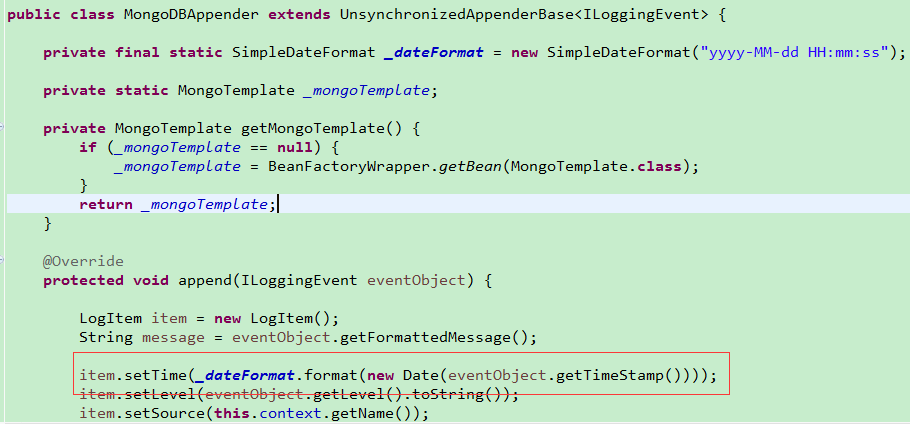 public class MongoDBAppender extends UnsynchronizedAppenderBase<ILoggingEvent> {
private final static SimpleDateFormat _dateFormat = new SimpleDateFormat("yyyy-MM-dd HH:mm:ss");
private static MongoTemplate _mongoTemplate;
private MongoTemplate getMongoTemplate() {
if (_mongoTemplate == null) {
_mongoTemplate = BeanFactoryWrapper.getBean(MongoTemplate.class);
}
return _mongoTemplate;
}
@Override
protected void append(ILoggingEvent eventObject) {
LogItem item = new LogItem();
String message = eventObject.getFormattedMessage();
item.setTime(_dateFormat.format(new Date(eventObject.getTimeStamp())));
item.setLevel(eventObject.getLevel().toString());
item.setSource(this.context.getName());